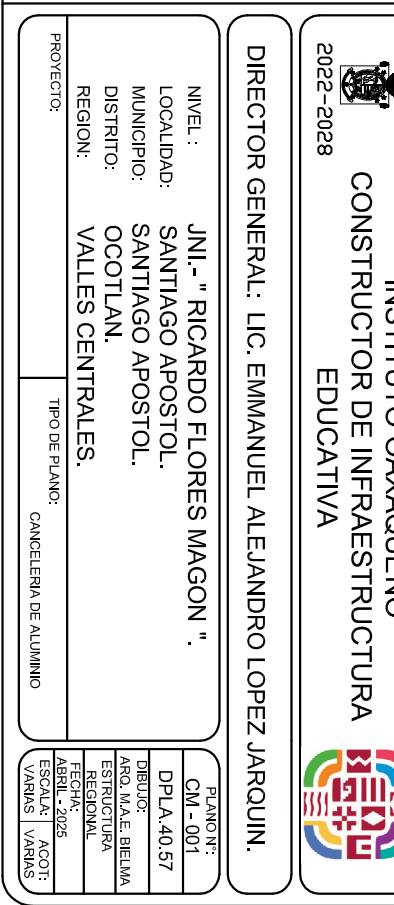 INSTITUTO OAXAQUEÑO
CONSTRUCTOR DE INFRAESTRUCTURA
EDUCATIVA
2022-2028
DIRECTOR GENERAL: LIC. EMMANUEL ALEJANDRO LOPEZ JARQUIN.
NIVEL : JNI.- " RICARDO FLORES MAGON ".
LOCALIDAD: SANTIAGO APOSTOL.
MUNICIPIO: SANTIAGO APOSTOL.
DISTRITO: OCOTLAN.
REGION: VALLES CENTRALES.
PROYECTO:
TIPO DE PLANO:
CANCELERIA DE ALUMINIO
PLANO N°:
CM - 001
DPLA.40.57
DIBUJO:
ARQ. M.A.E. BIELMA
ESTRUCTURA
REGIONAL
FECHA:
ABRIL - 2025
ESCALA: ACOT:
VARIAS VARIAS